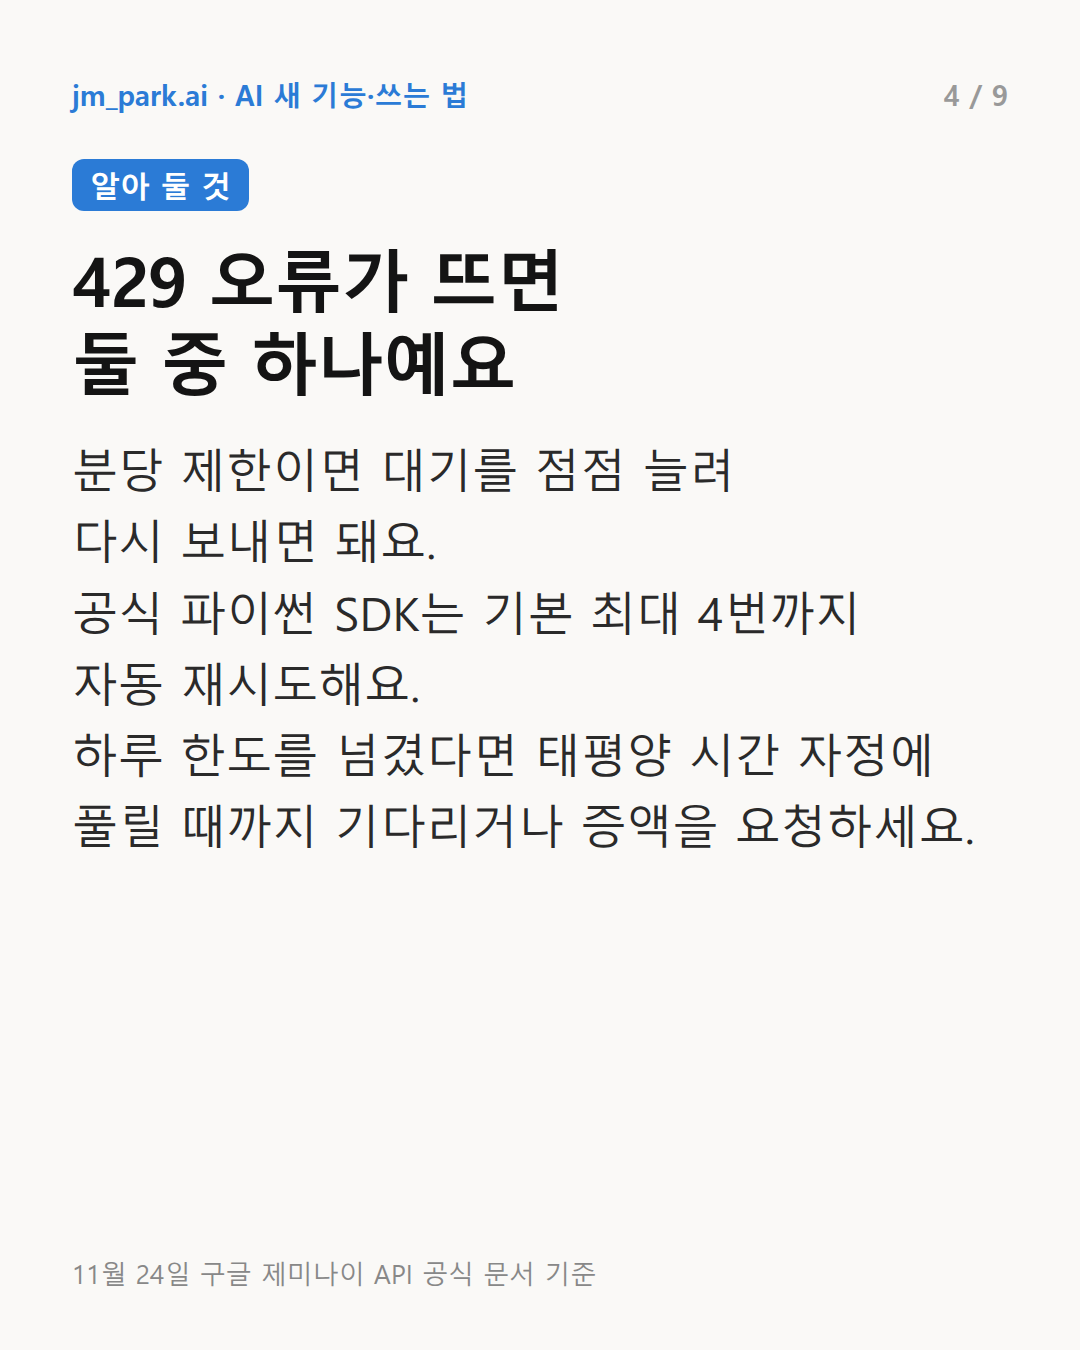 jm_park.ai · AI 새 기능·쓰는 법
4 / 9
알아 둘 것
429 오류가 뜨면
둘 중 하나예요
분당 제한이면 대기를 점점 늘려
다시 보내면 돼요.
공식 파이썬 SDK는 기본 최대 4번까지
자동 재시도해요.
하루 한도를 넘겼다면 태평양 시간 자정에
풀릴 때까지 기다리거나 증액을 요청하세요.
11월 24일 구글 제미나이 API 공식 문서 기준